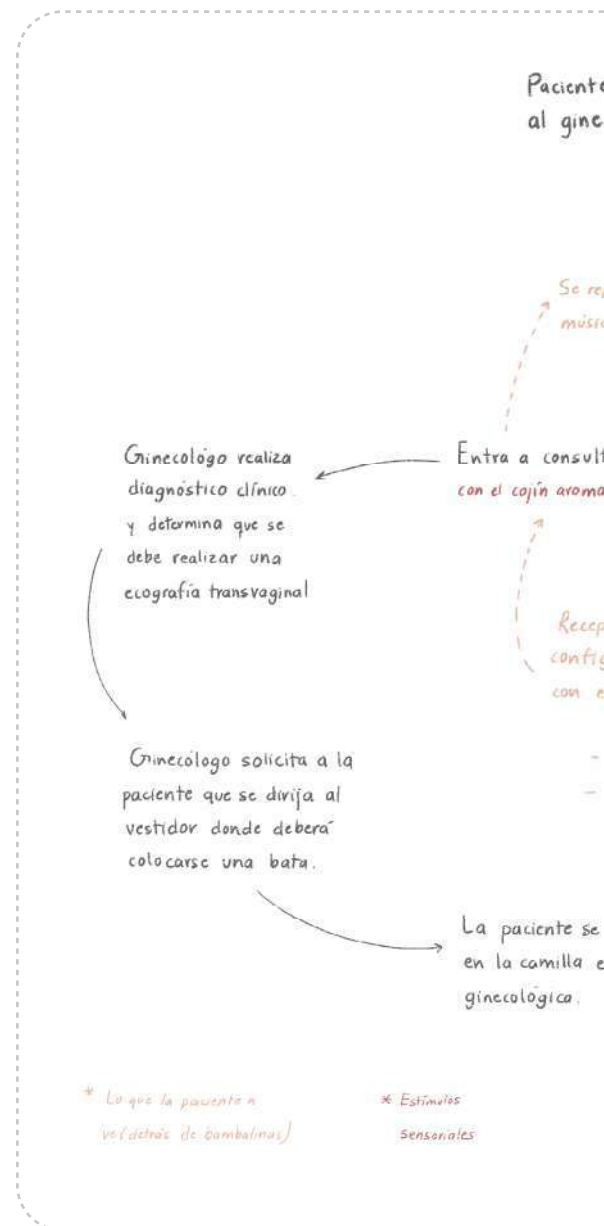 Paciente
al gine
Se re
músic
Entra a consult
con el cojín aroma
Ginecólogo realiza
diagnóstico clínico.
y determina que se
debe realizar una
ecografía transvaginal
Recep
config
con e
Ginecólogo solicita a la
paciente que se dirija al
vestidor donde deberá
colocarse una bata.
La paciente se
en la camilla e
ginecológica.
* Lo que la paciente n
ve (detrás de bambalinas)
* Estímulos
sensoriales